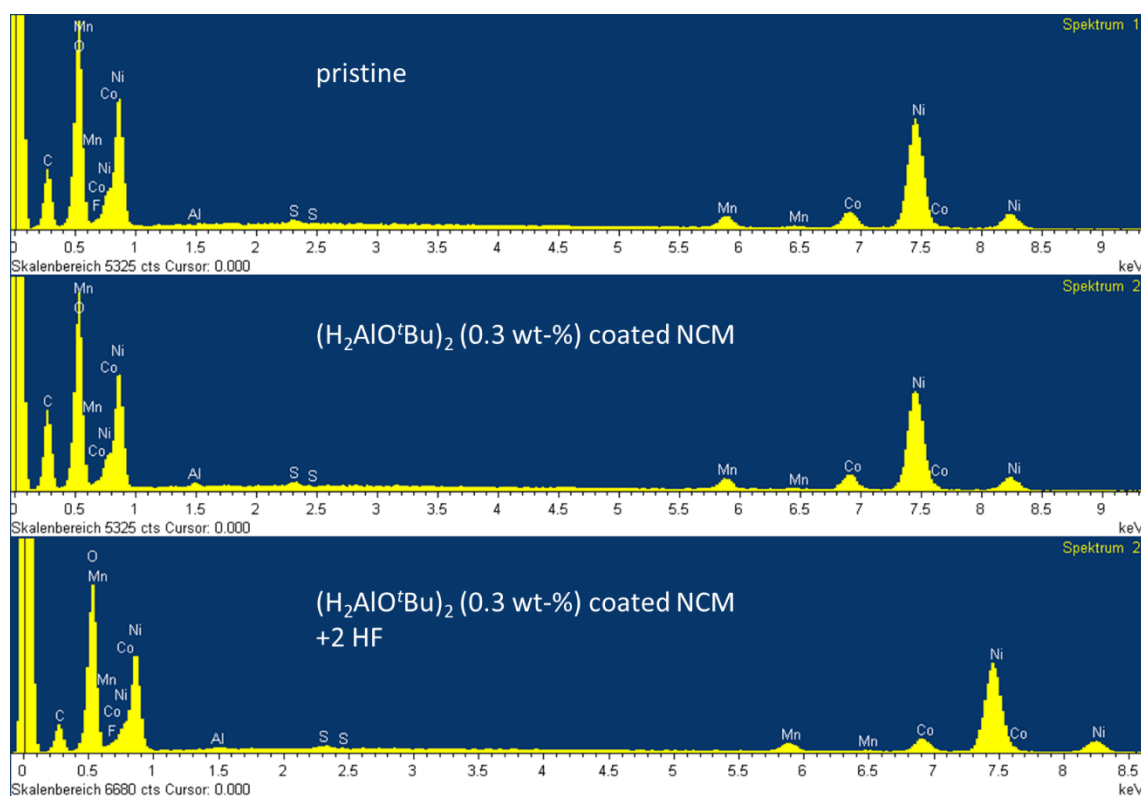 Spektrum 1
Mn
O
pristine
Ni
Co
Ni
Mn
C
Ni
Co
F
Al
S S
Mn
Mn
Co
Co
Ni
0 0.5 1 1.5 2 2.5 3 3.5 4 4.5 5 5.5 6 6.5 7 7.5 8 8.5 9
Skalenbereich 5325 cts Cursor: 0.000 keV
Spektrum 2
Mn
O
(H₂AlOᵗBu)₂ (0.3 wt-%) coated NCM
Ni
Co
Ni
C
Mn
Ni
Co
Al
S S
Mn
Mn
Co
Co
Ni
0 0.5 1 1.5 2 2.5 3 3.5 4 4.5 5 5.5 6 6.5 7 7.5 8 8.5 9
Skalenbereich 5325 cts Cursor: 0.000 keV
Spektrum 2
O
Mn
(H₂AlOᵗBu)₂ (0.3 wt-%) coated NCM
+2 HF
Ni
Co
Ni
Mn
Ni
C
Co
F
Al
S S
Mn
Mn
Co
Co
Ni
0 0.5 1 1.5 2 2.5 3 3.5 4 4.5 5 5.5 6 6.5 7 7.5 8 8.5
Skalenbereich 6680 cts Cursor: 0.000 keV